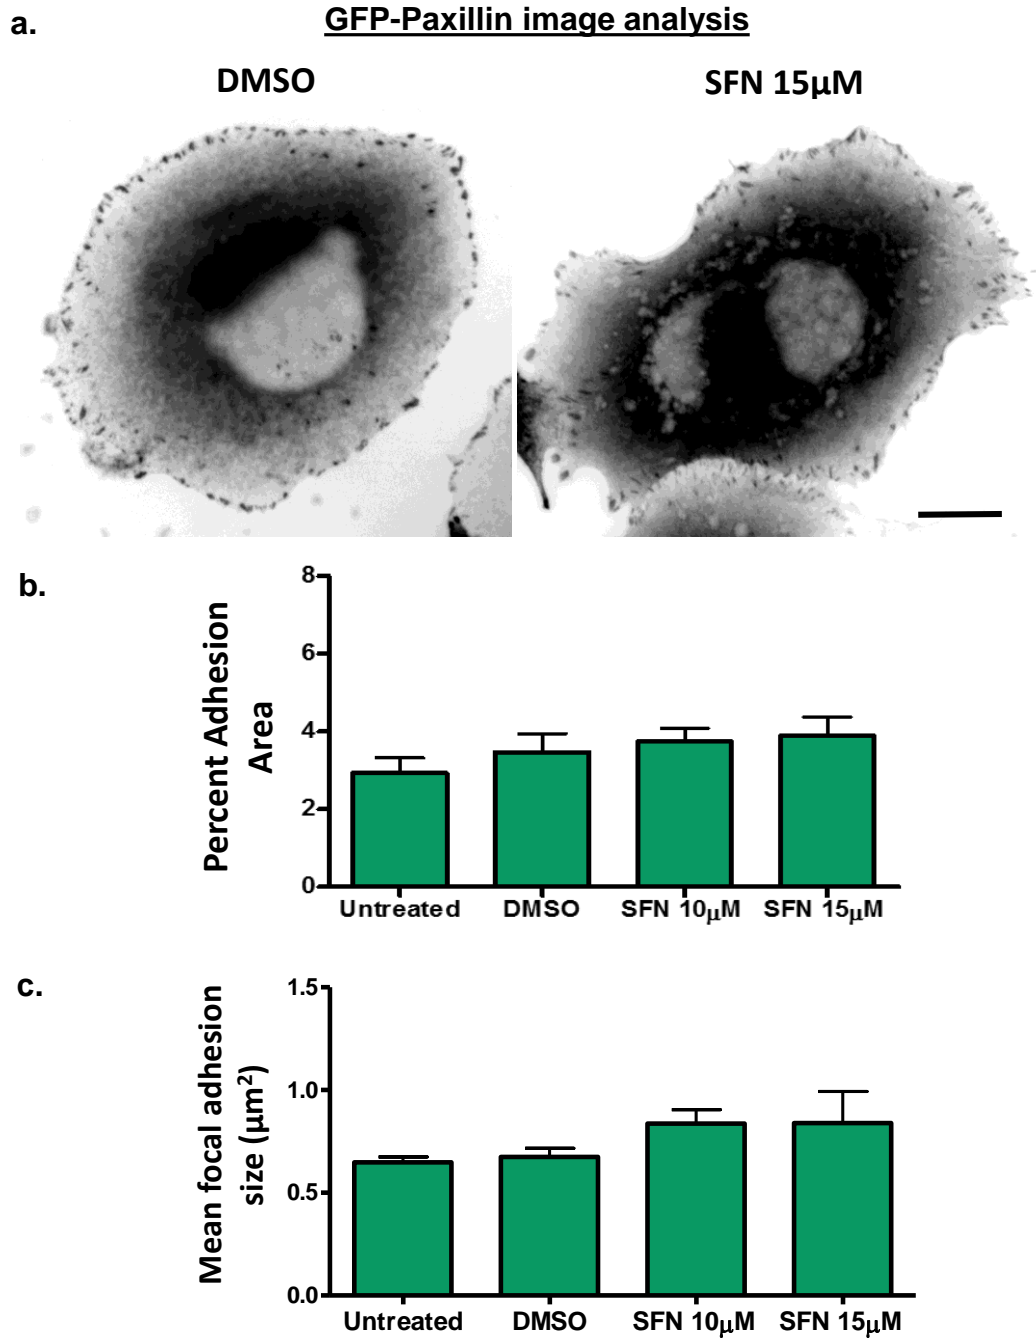 a.
GFP-Paxillin image analysis
DMSO
SFN 15µM
b.
Percent Adhesion
Area
8
6
4
2
0
Untreated
DMSO
SFN 10µM
SFN 15µM
c.
Mean focal adhesion
size (µm²)
1.5
1.0
0.5
0.0
Untreated
DMSO
SFN 10µM
SFN 15µM